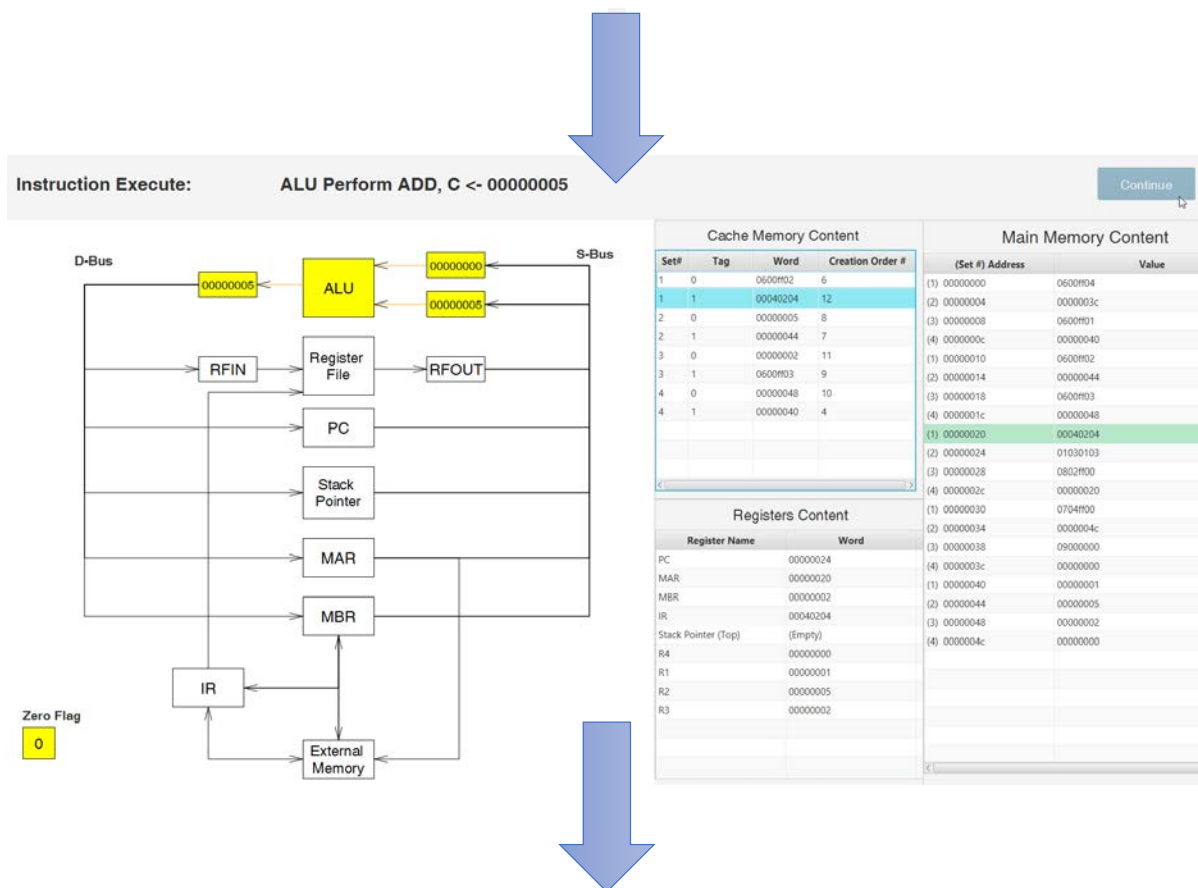 Instruction Execute: ALU Perform ADD, C <- 00000005
Continue
D-Bus
S-Bus
00000005
ALU
00000000
00000005
RFIN
Register
File
RFOUT
PC
Stack
Pointer
MAR
MBR
IR
External
Memory
Zero Flag
0
Cache Memory Content
Set# Tag Word Creation Order #
1 0 0600ff02 6
1 1 00040204 12
2 0 00000005 8
2 1 00000044 7
3 0 00000002 11
3 1 0600ff03 9
4 0 00000048 10
4 1 00000040 4
Registers Content
Register Name Word
PC 00000024
MAR 00000020
MBR 00000002
IR 00040204
Stack Pointer (Top) (Empty)
R4 00000000
R1 00000001
R2 00000005
R3 00000002
Main Memory Content
(Set #) Address Value
(1) 00000000 0600ff04
(2) 00000004 0000003c
(3) 00000008 0600ff01
(4) 0000000c 00000040
(1) 00000010 0600ff02
(2) 00000014 00000044
(3) 00000018 0600ff03
(4) 0000001c 00000048
(1) 00000020 00040204
(2) 00000024 01030103
(3) 00000028 0802ff00
(4) 0000002c 00000020
(1) 00000030 0704ff00
(2) 00000034 0000004c
(3) 00000038 09000000
(4) 0000003c 00000000
(1) 00000040 00000001
(2) 00000044 00000005
(3) 00000048 00000002
(4) 0000004c 00000000